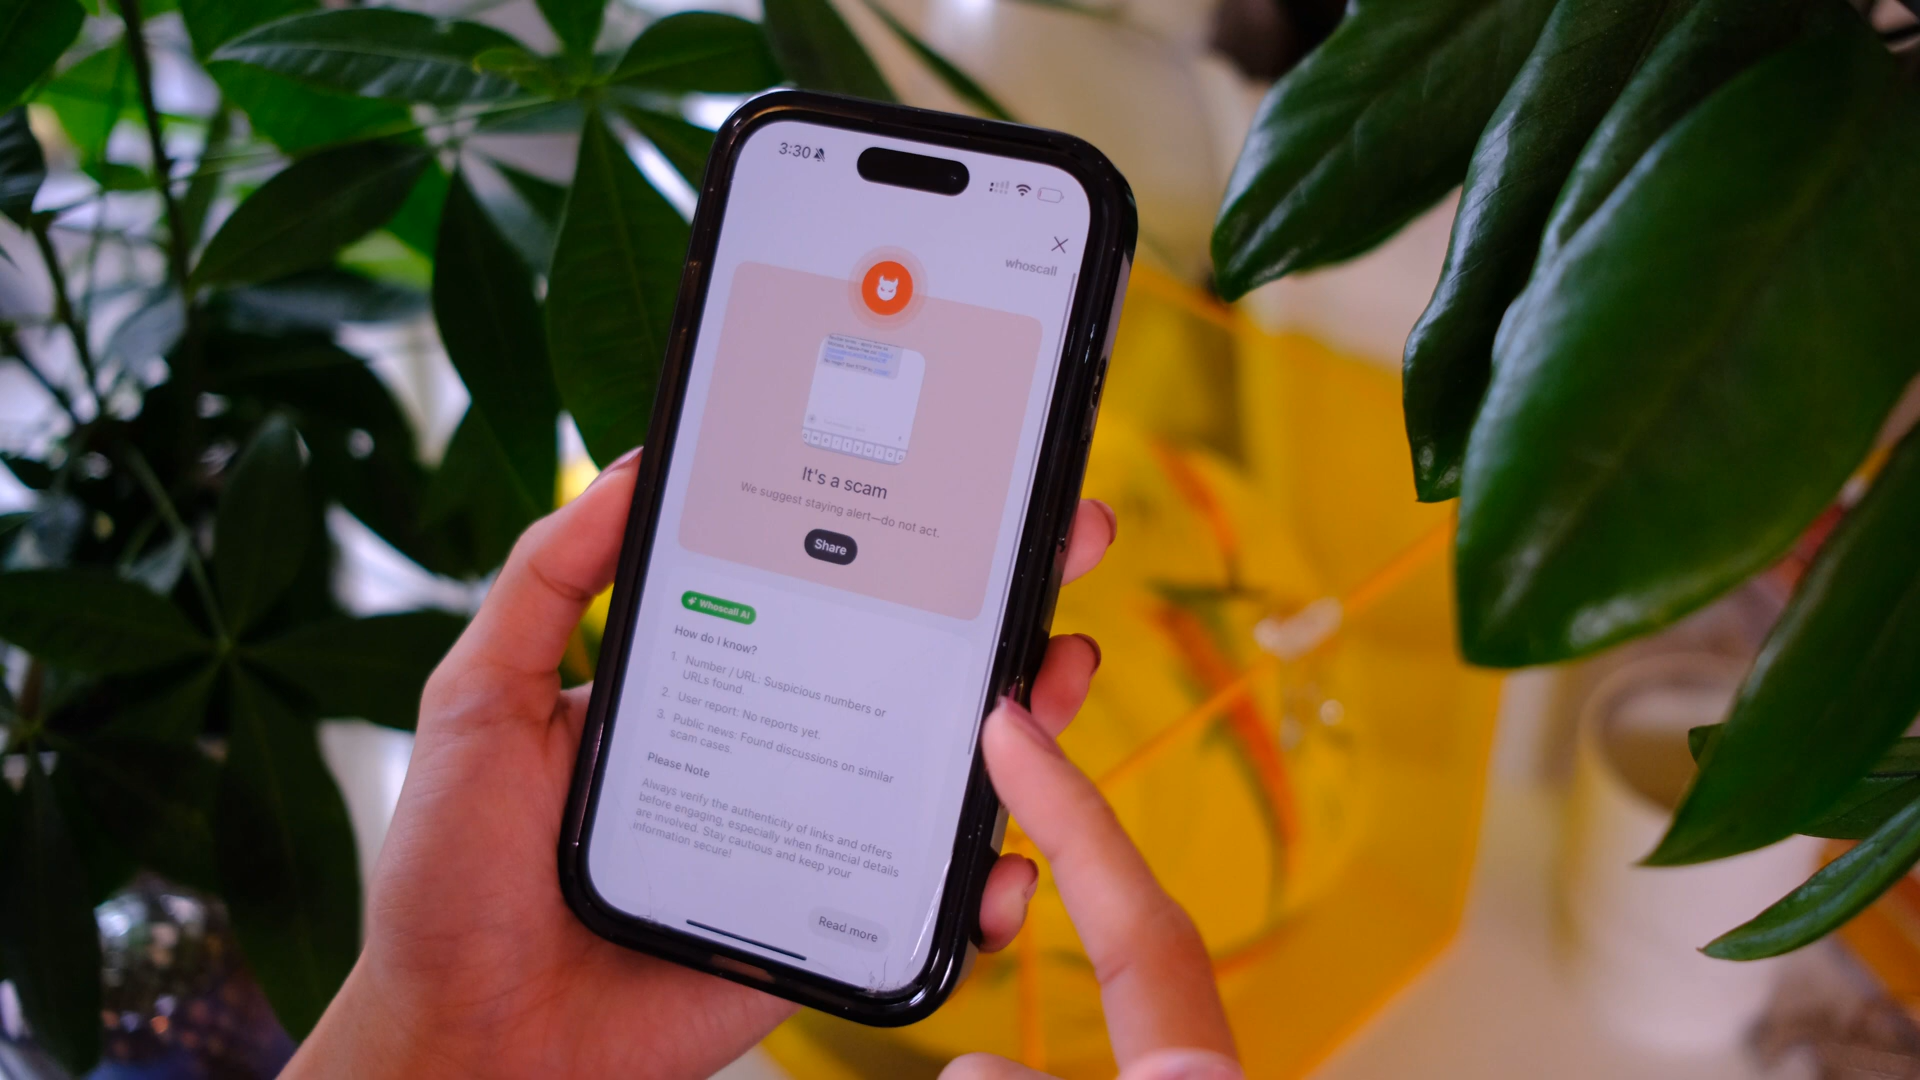 3:30
whoscall
It's a scam
We suggest staying alert—do not act.
Share
Whoscall AI
How do I know?
1. Number / URL: Suspicious numbers or
URLs found.
2. User report: No reports yet.
3. Public news: Found discussions on similar
scam cases.
Please Note
Always verify the authenticity of links and offers
before engaging, especially when financial details
are involved. Stay cautious and keep your
information secure!
Read more